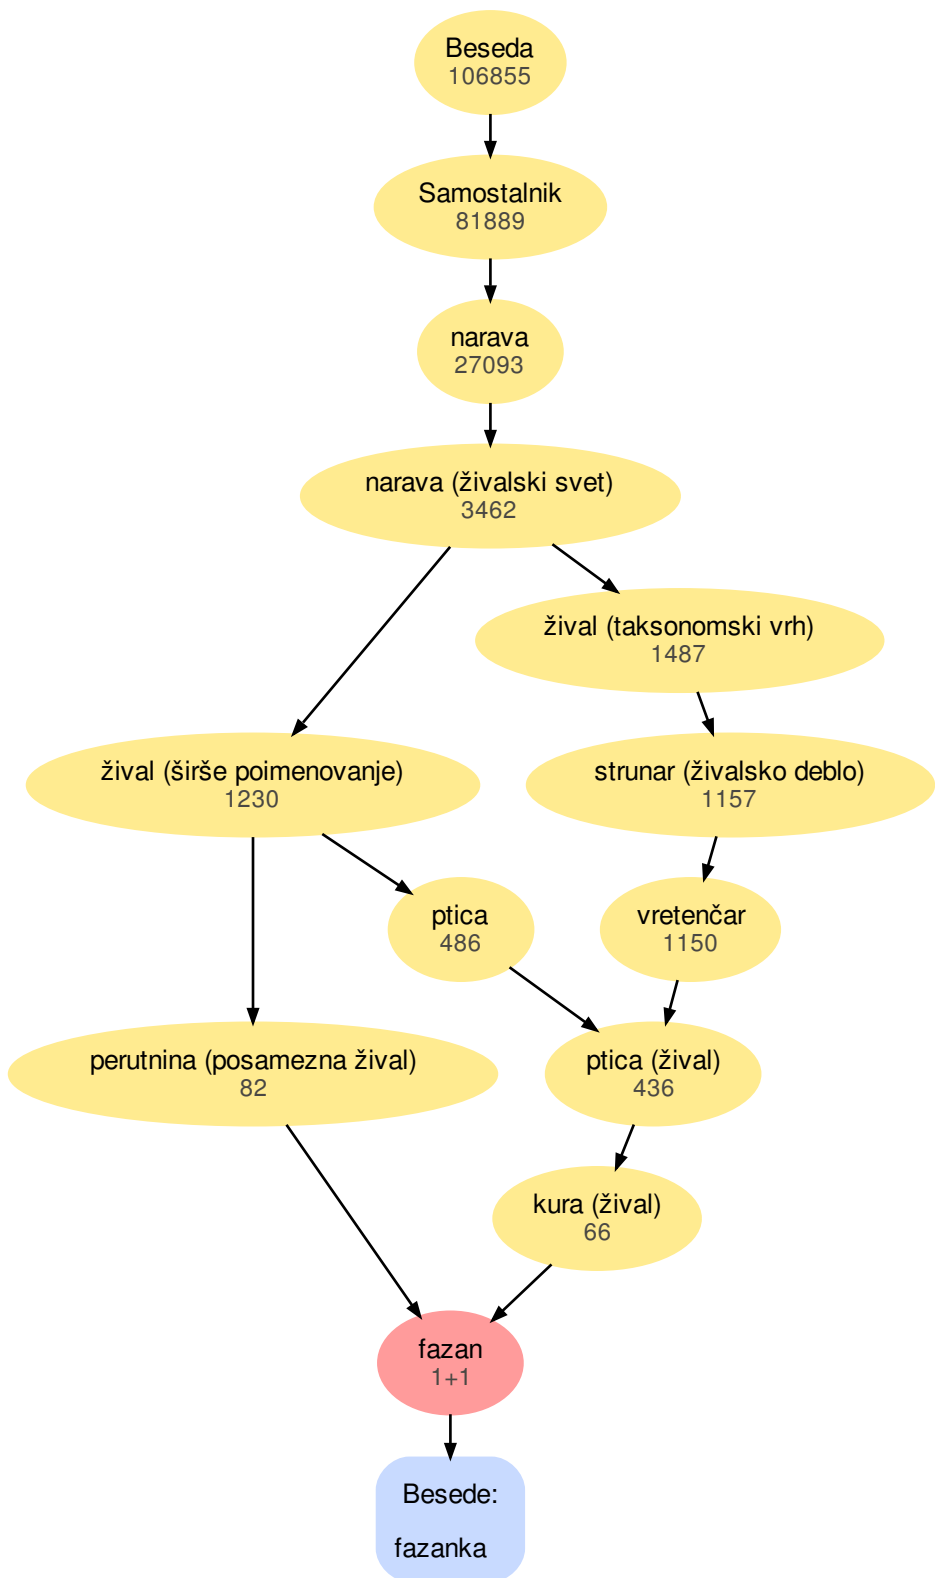 Beseda
106855
Samostalnik
81889
narava
27093
narava (živalski svet)
3462
žival (taksonomski vrh)
1487
žival (širše poimenovanje)
1230
strunar (živalsko deblo)
1157
ptica
486
vretenčar
1150
perutnina (posamezna žival)
82
ptica (žival)
436
kura (žival)
66
fazan
1+1
Besede:
fazanka